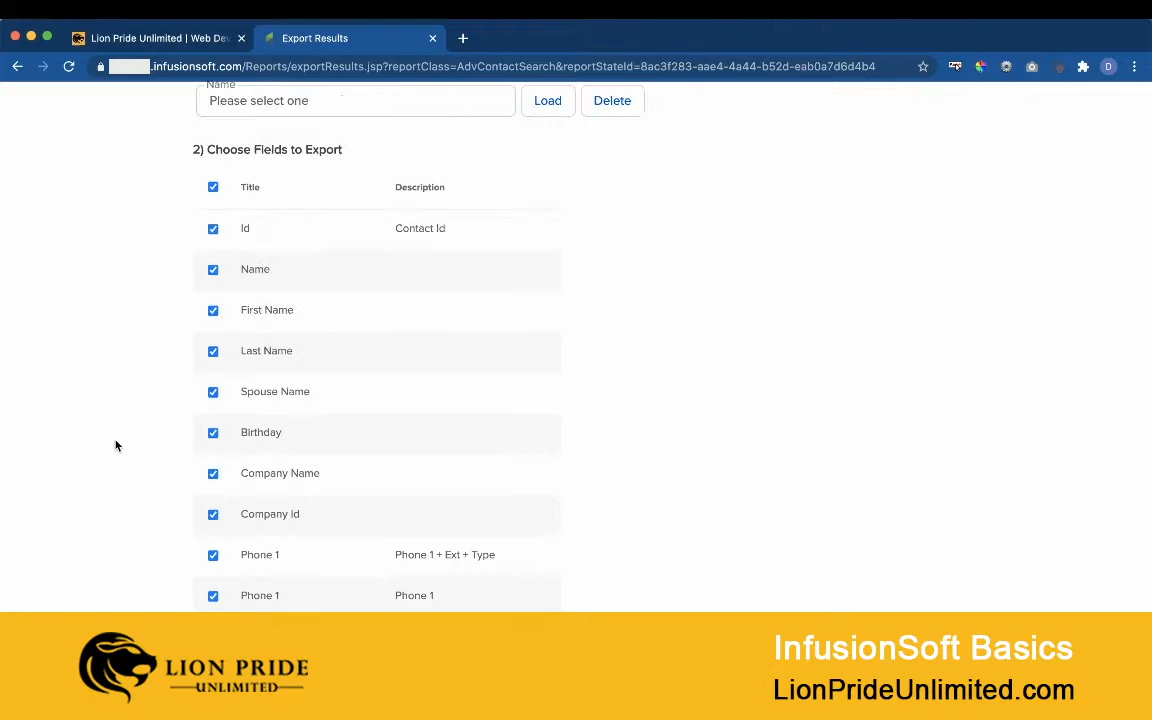 Lion Pride Unlimited | Web Dev
Export Results
.infusionsoft.com/Reports/exportResults.jsp?reportClass=AdvContactSearch&reportStateId=8ac3f283-aae4-4a44-b52d-eab0a7d6d4b4
D
Name
Please select one
Load
Delete
2) Choose Fields to Export
Title Description
Id Contact Id
Name
First Name
Last Name
Spouse Name
Birthday
Company Name
Company Id
Phone 1 Phone 1 + Ext + Type
Phone 1 Phone 1
LION PRIDE
UNLIMITED
InfusionSoft Basics
LionPrideUnlimited.com